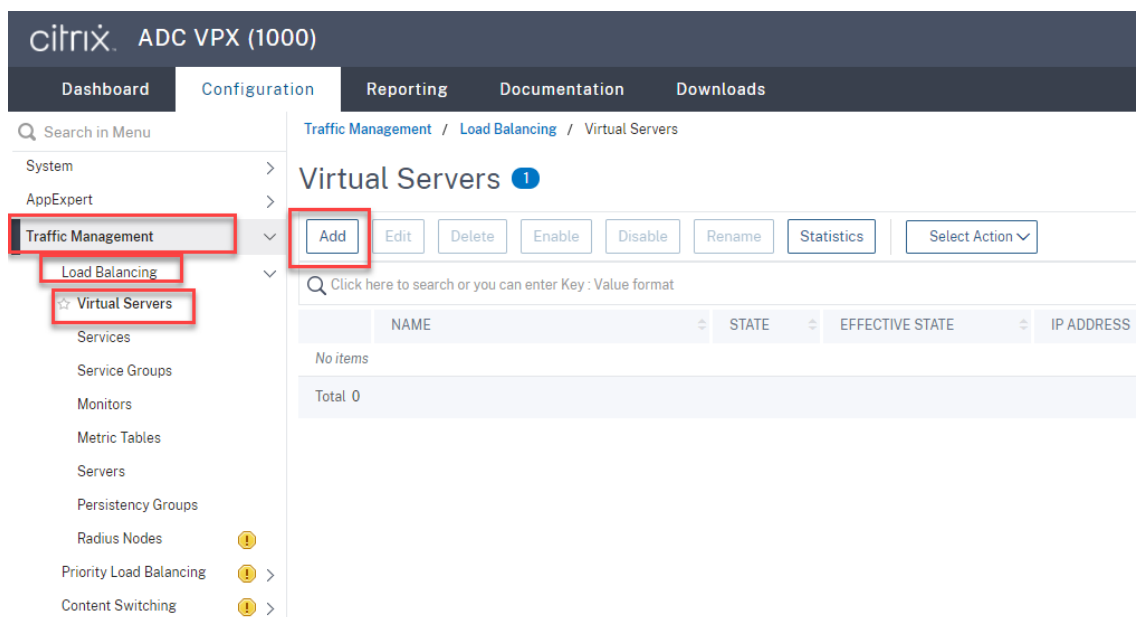 citrix. ADC VPX (1000)
Dashboard Configuration Reporting Documentation Downloads
Search in Menu
Traffic Management / Load Balancing / Virtual Servers
System
AppExpert
Traffic Management
Load Balancing
Virtual Servers
Services
Service Groups
Monitors
Metric Tables
Servers
Persistency Groups
Radius Nodes
Priority Load Balancing
Content Switching
Virtual Servers 1
Add Edit Delete Enable Disable Rename Statistics Select Action
Click here to search or you can enter Key : Value format
NAME STATE EFFECTIVE STATE IP ADDRESS
No items
Total 0